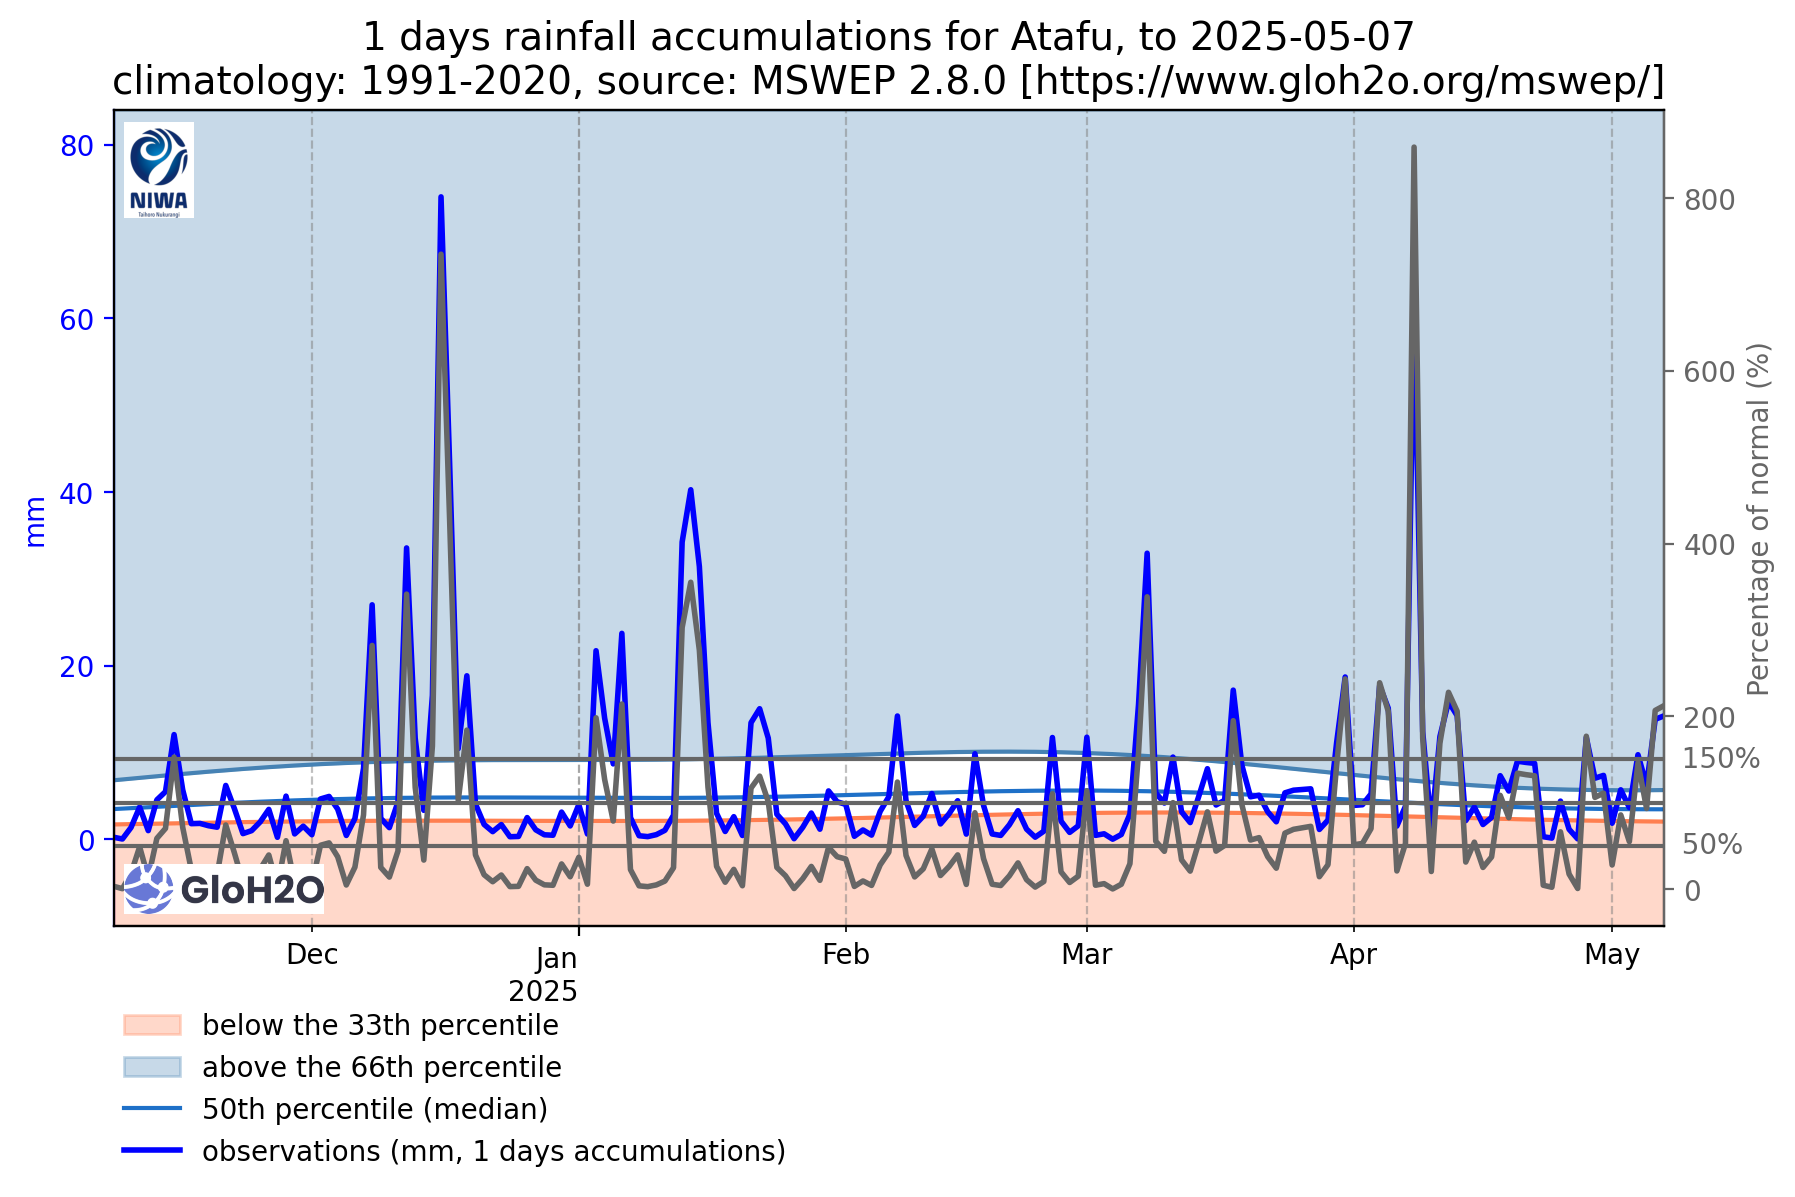 1 days rainfall accumulations for Atafu, to 2025-05-07
climatology: 1991-2020, source: MSWEP 2.8.0 [https://www.gloh2o.org/mswep/]
NIWA
Taihoro Nukurangi
80
60
40
20
0
mm
800
600
400
200
150%
50%
0
Percentage of normal (%)
GloH2O
Dec
Jan
2025
Feb
Mar
Apr
May
below the 33th percentile
above the 66th percentile
50th percentile (median)
observations (mm, 1 days accumulations)